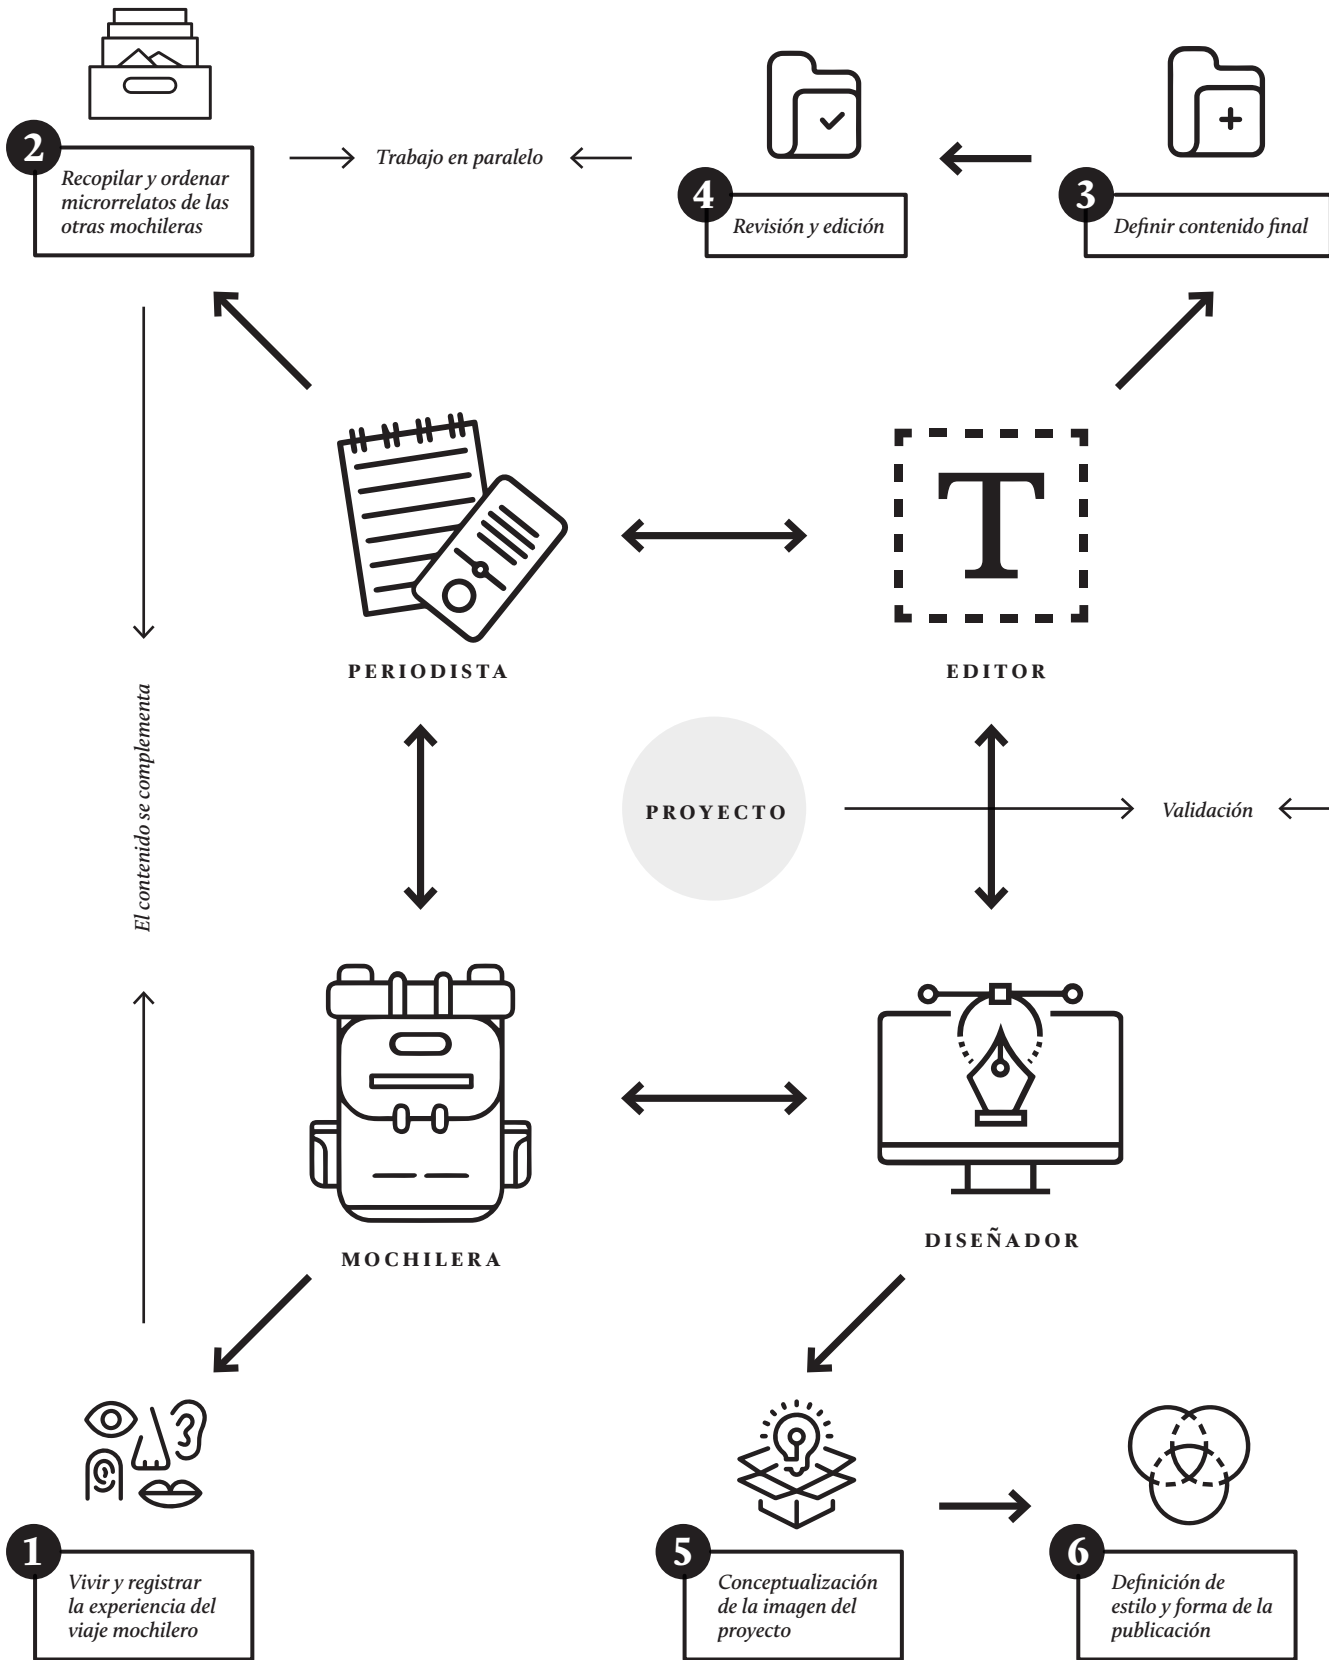 2
Recopilar y ordenar
microrrelatos de las
otras mochileras
Trabajo en paralelo
4
Revisión y edición
3
Definir contenido final
PERIODISTA
T
EDITOR
El contenido se complementa
PROYECTO
Validación
MOCHILERA
DISEÑADOR
1
Vivir y registrar
la experiencia del
viaje mochilero
5
Conceptualización
de la imagen del
proyecto
6
Definición de
estilo y forma de la
publicación